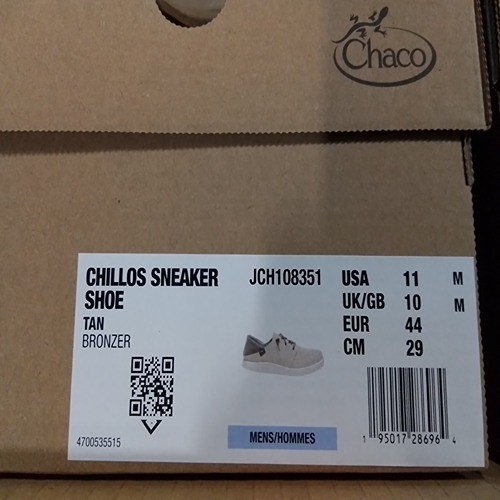 Chaco
CHILLOS SNEAKER SHOE
TAN
BRONZER
4700535515
JCH108351
MENS/HOMMES
USA 11 M
UK/GB 10 M
EUR 44
CM 29
1 95017 28696 4